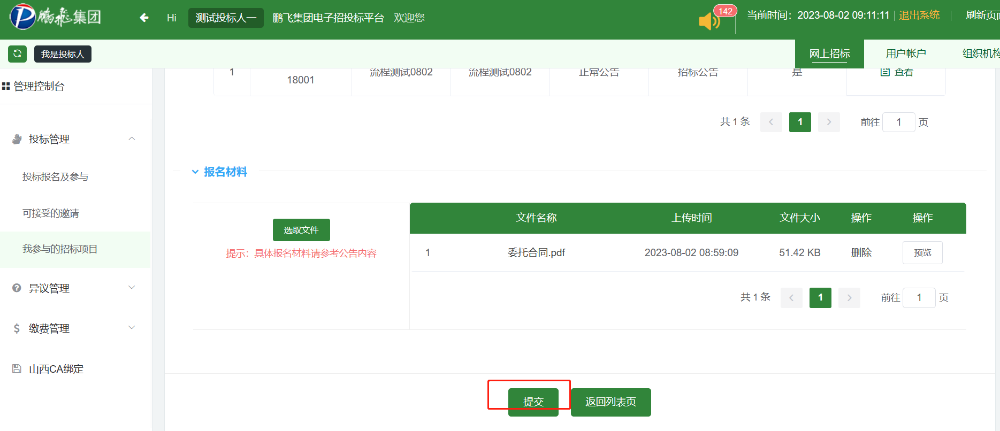 鹏飞集团
Hi 测试投标人一 鹏飞集团电子招投标平台 欢迎您
142
当前时间：2023-08-02 09:11:11 退出系统 刷新页面
我是投标人
网上招标 用户帐户 组织机构
管理控制台
投标管理
投标报名及参与
可接受的邀请
我参与的招标项目
异议管理
缴费管理
山西CA绑定
1 18001 流程测试0802 流程测试0802 正常公告 招标公告 是 查看
共 1 条 1 前往 1 页
报名材料
选取文件
提示：具体报名材料请参考公告内容
文件名称 上传时间 文件大小 操作 操作
1 委托合同.pdf 2023-08-02 08:59:09 51.42 KB 删除 预览
共 1 条 1 前往 1 页
提交 返回列表页